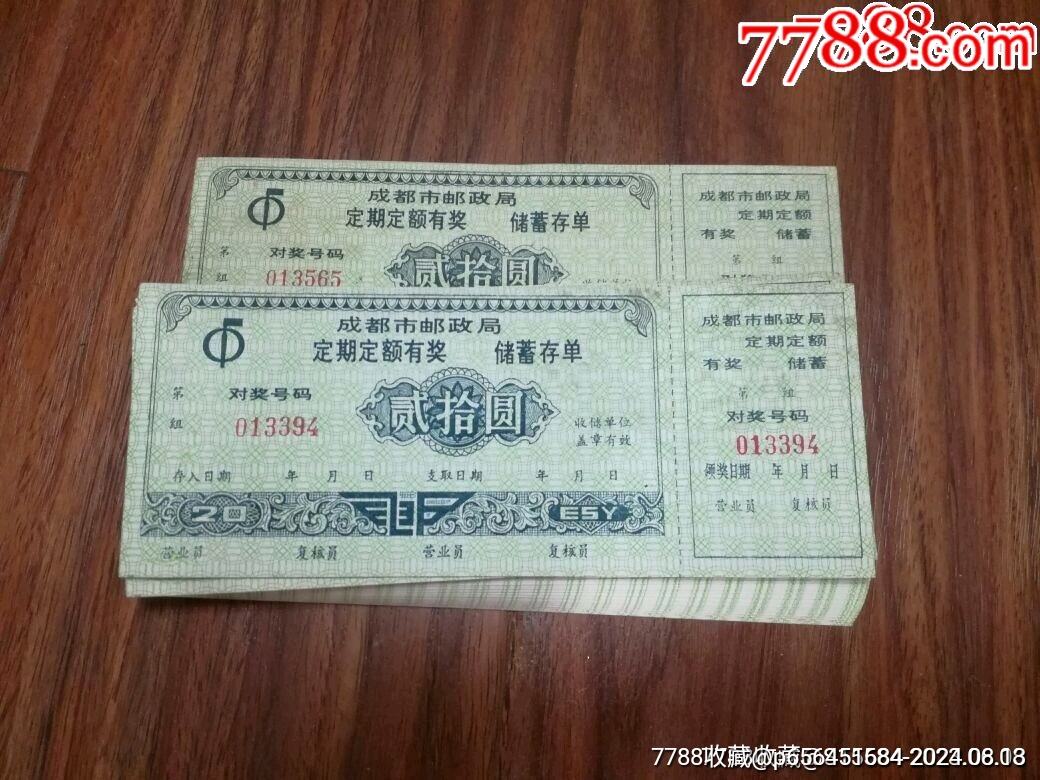 7788.com
成都市邮政局
定期定额有奖 储蓄存单
第 对奖号码
组 013565
贰拾圆
成都市邮政局
定期定额
有奖 储蓄
第 组
成都市邮政局
定期定额有奖 储蓄存单
第 对奖号码
组 013394
贰拾圆
收储单位
盖章有效
存入日期 年 月 日 支取日期 年 月 日
20 ESY
营业员 复核员 营业员 复核员
成都市邮政局
定期定额
有奖 储蓄
第 组
对奖号码
013394
领奖日期 年 月 日
营业员 复核员